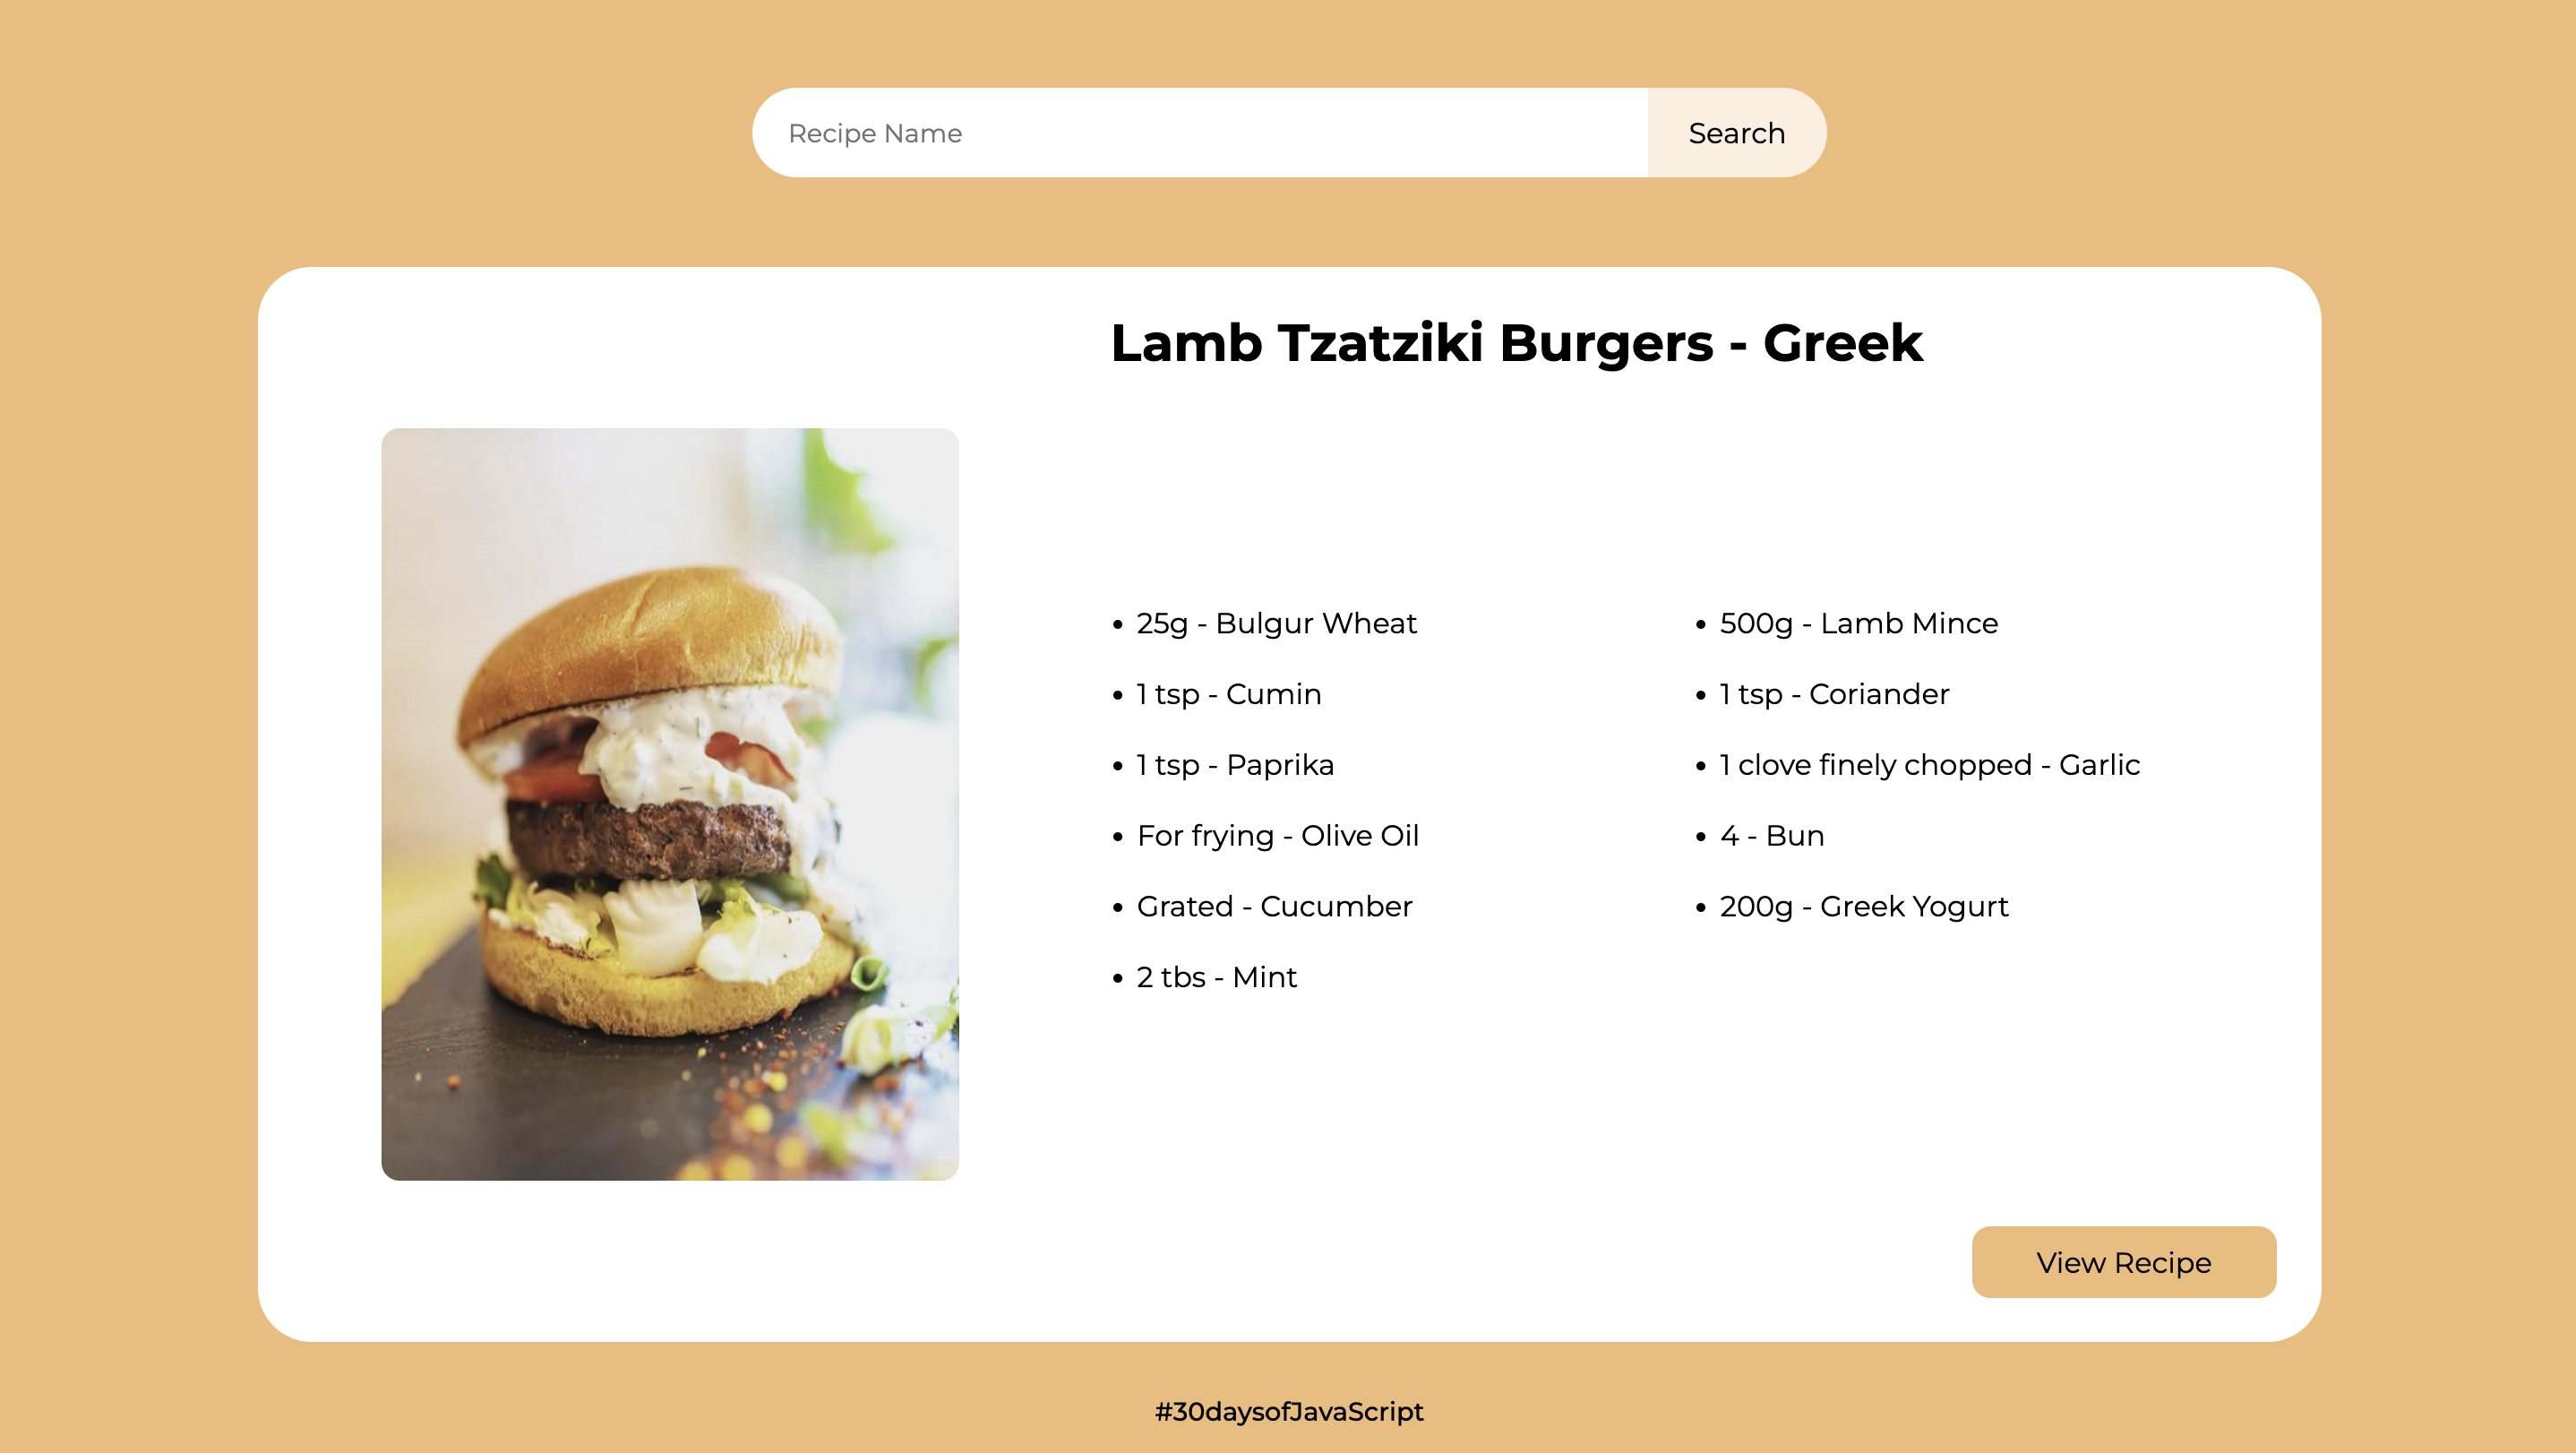 Recipe Name
Search
Lamb Tzatziki Burgers - Greek
• 25g - Bulgur Wheat
• 500g - Lamb Mince
• 1 tsp - Cumin
• 1 tsp - Coriander
• 1 tsp - Paprika
• 1 clove finely chopped - Garlic
• For frying - Olive Oil
• 4 - Bun
• Grated - Cucumber
• 200g - Greek Yogurt
• 2 tbs - Mint
View Recipe
#30daysofJavaScript